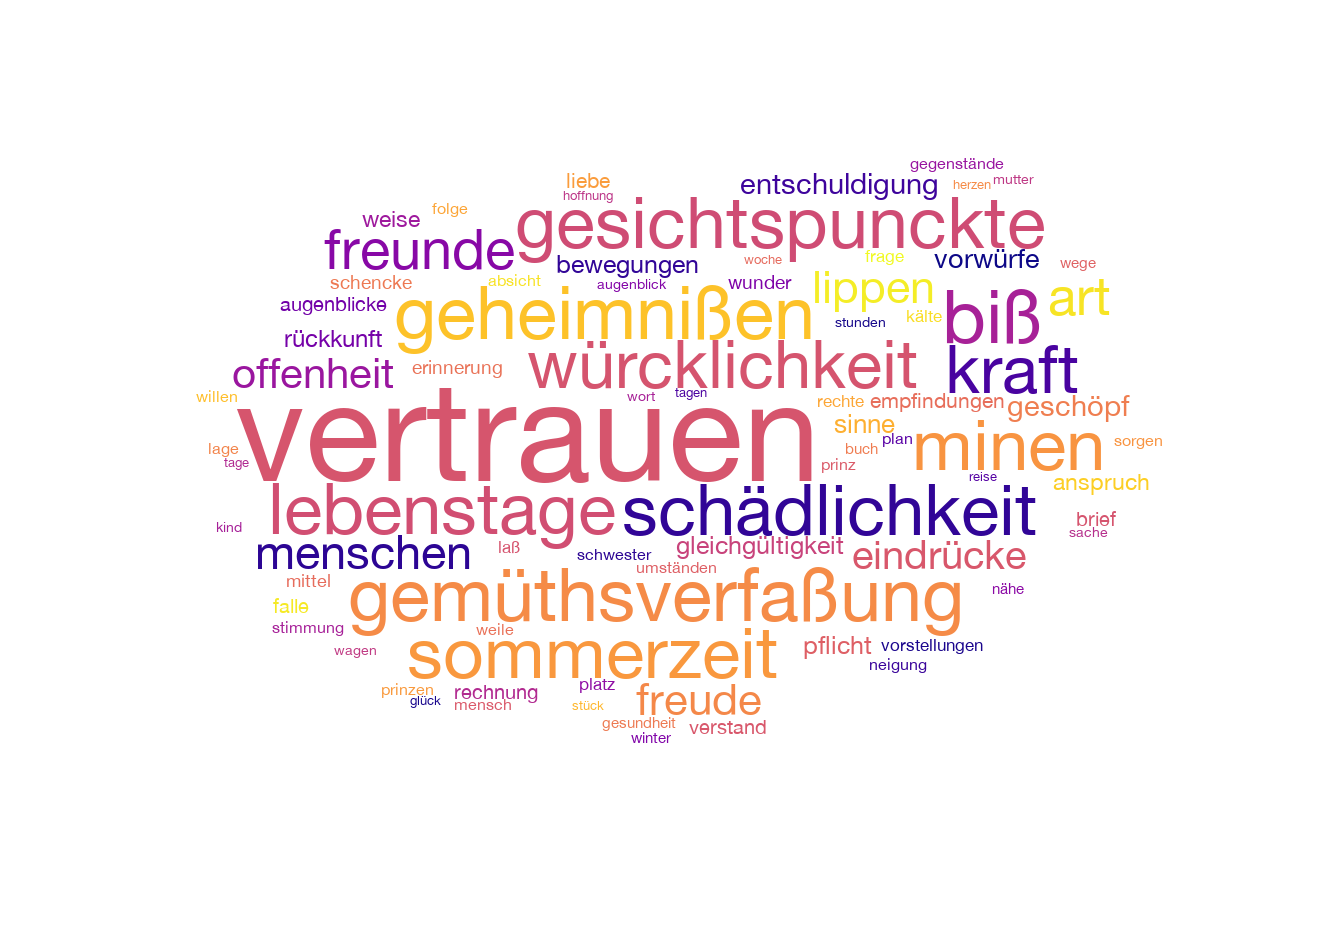 gegenstände
liebe entschuldigung herzen mutter
hoffnung
weise folge gesichtspunckte
freunde bewegungen woche frage vorwürfe wege
schencke absicht augenblick wunder lippen art
augenblicke geheimnißen stunden kälte biß
rückkunft
offenheit erinnerung würcklichkeit kraft
willen wort tagen rechte empfindungen geschöpf
vertrauen sinne
lage buch plan minen sorgen
tage prinz
reise anspruch
lebenstage schädlichkeit brief
kind sache
menschen laß schwester gleichgültigkeit eindrücke
mittel umständen
gemüthsverfaßung nähe
falle
stimmung weile
wagen sommerzeit pflicht vorstellungen
neigung
prinzen rechnung platz
glück mensch stück freude
gesundheit verstand
winter